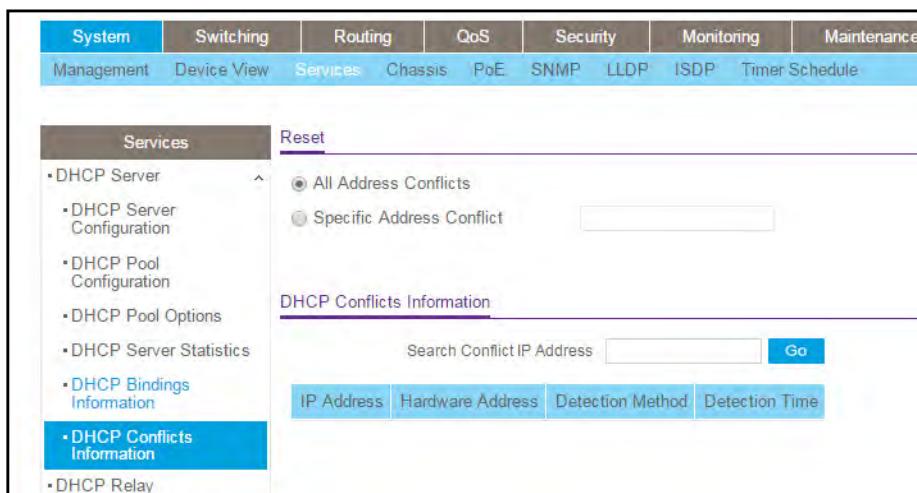 System Switching Routing QoS Security Monitoring Maintenance
Management Device View Services Chassis PoE SNMP LLDP ISDP Timer Schedule
Services
DHCP Server
DHCP Server
Configuration
DHCP Pool
Configuration
DHCP Pool Options
DHCP Server Statistics
DHCP Bindings
Information
DHCP Conflicts
Information
DHCP Relay
Reset
All Address Conflicts
Specific Address Conflict
DHCP Conflicts Information
Search Conflict IP Address Go
IP Address Hardware Address Detection Method Detection Time